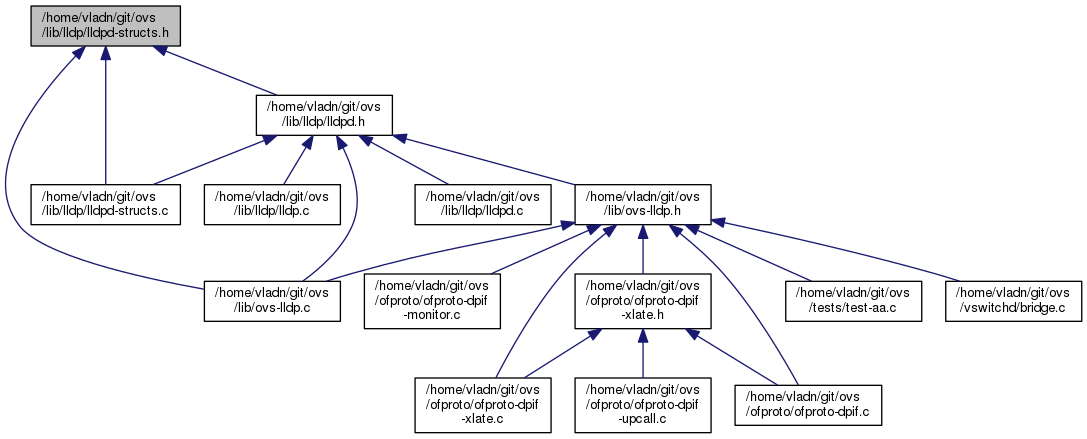 /home/vladn/git/ovs
/lib/lldp/lldpd-structs.h
/home/vladn/git/ovs
/lib/lldp/lldpd.h
/home/vladn/git/ovs
/lib/lldp/lldpd-structs.c
/home/vladn/git/ovs
/lib/lldp/lldp.c
/home/vladn/git/ovs
/lib/lldp/lldpd.c
/home/vladn/git/ovs
/lib/ovs-lldp.h
/home/vladn/git/ovs
/lib/ovs-lldp.c
/home/vladn/git/ovs
/ofproto/ofproto-dpif
-monitor.c
/home/vladn/git/ovs
/ofproto/ofproto-dpif
-xlate.h
/home/vladn/git/ovs
/tests/test-aa.c
/home/vladn/git/ovs
/vswitchd/bridge.c
/home/vladn/git/ovs
/ofproto/ofproto-dpif
-xlate.c
/home/vladn/git/ovs
/ofproto/ofproto-dpif
-upcall.c
/home/vladn/git/ovs
/ofproto/ofproto-dpif.c